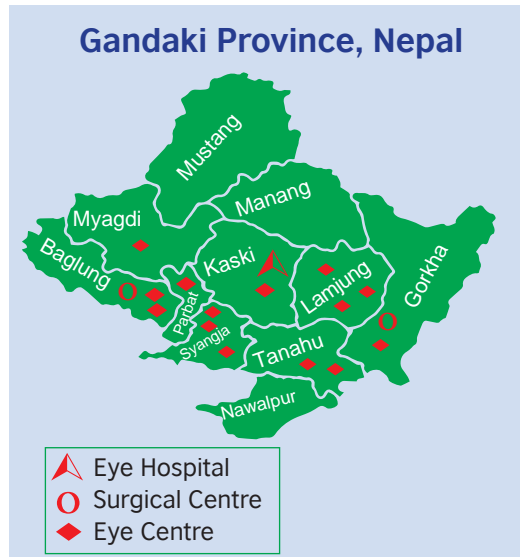 Gandaki Province, Nepal
Mustang
Manang
Myagdi
Gorkha
Baglung
Kaski
Lamjung
Parbat
Syangja
Tanahu
Nawalpur
Eye Hospital
O Surgical Centre
Eye Centre